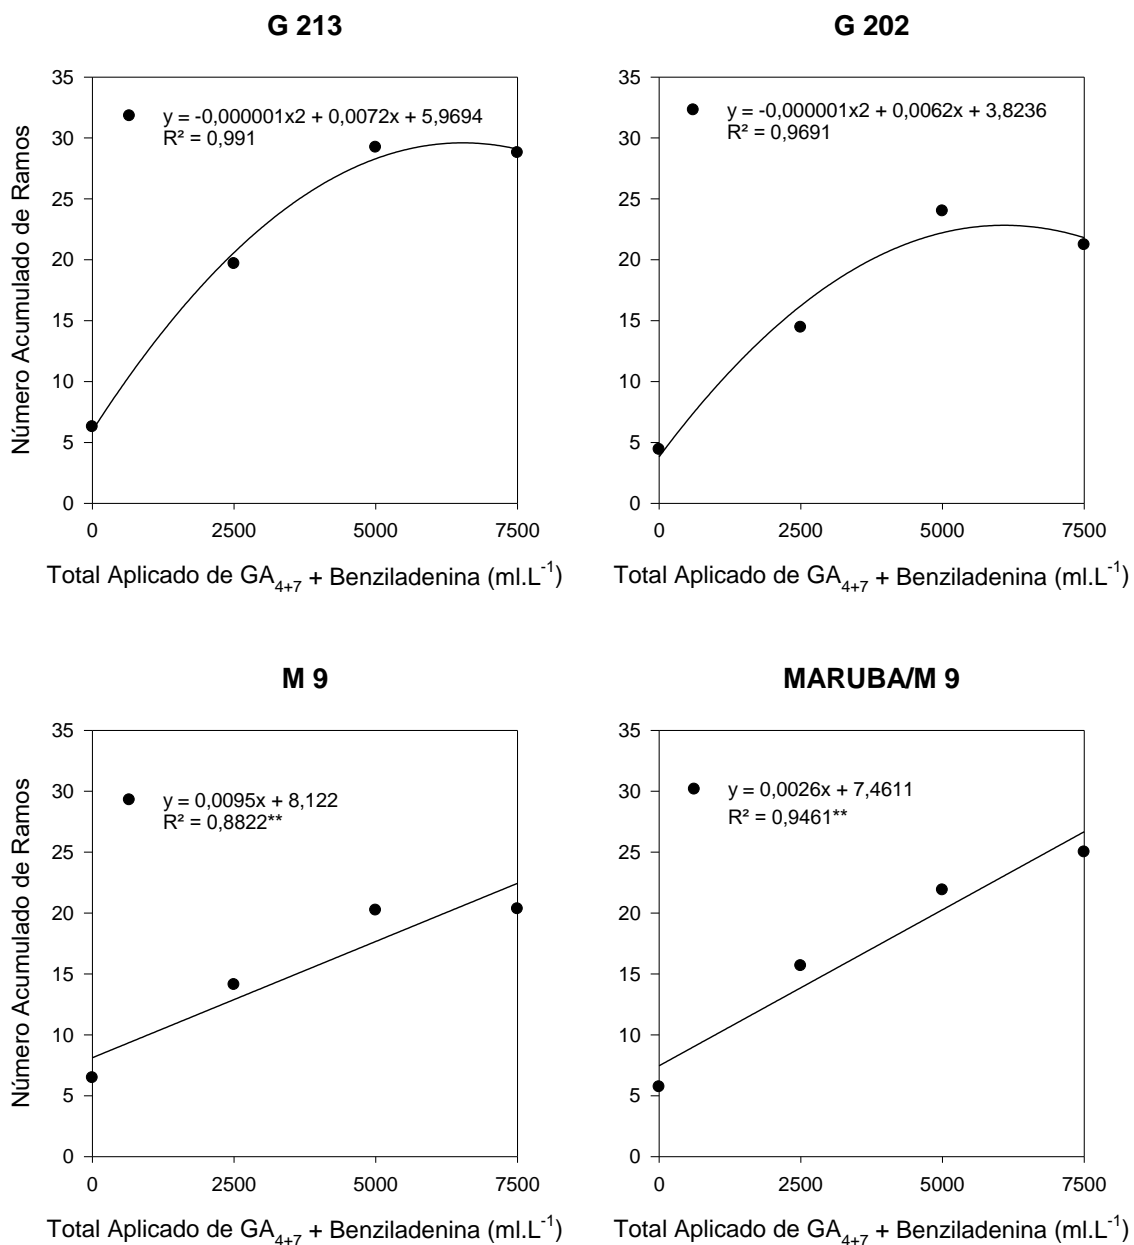 G 213
Número Acumulado de Ramos
35
30
25
20
15
10
5
0
y = -0,000001x2 + 0,0072x + 5,9694
R² = 0,991
0 2500 5000 7500
Total Aplicado de GA4+7 + Benziladenina (ml.L-1)
G 202
35
30
25
20
15
10
5
0
y = -0,000001x2 + 0,0062x + 3,8236
R² = 0,9691
0 2500 5000 7500
Total Aplicado de GA4+7 + Benziladenina (ml.L-1)
M 9
Número Acumulado de Ramos
35
30
25
20
15
10
5
0
y = 0,0095x + 8,122
R² = 0,8822**
0 2500 5000 7500
Total Aplicado de GA4+7 + Benziladenina (ml.L-1)
MARUBA/M 9
35
30
25
20
15
10
5
0
y = 0,0026x + 7,4611
R² = 0,9461**
0 2500 5000 7500
Total Aplicado de GA4+7 + Benziladenina (ml.L-1)